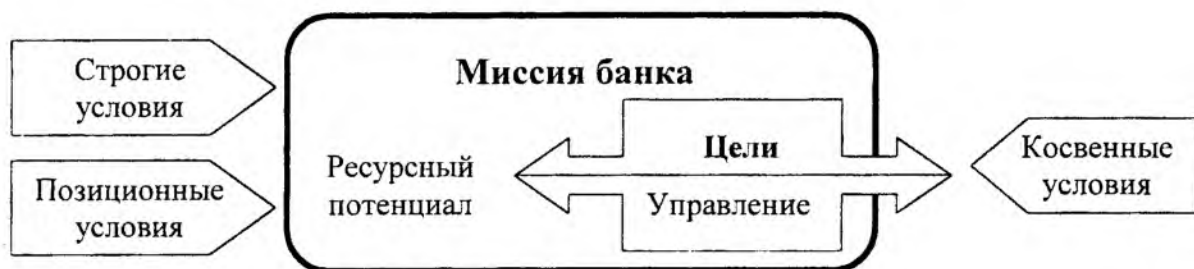 Строгие
условия
Позиционные
условия
Миссия банка
Ресурсный
потенциал
Цели
Управление
Косвенные
условия